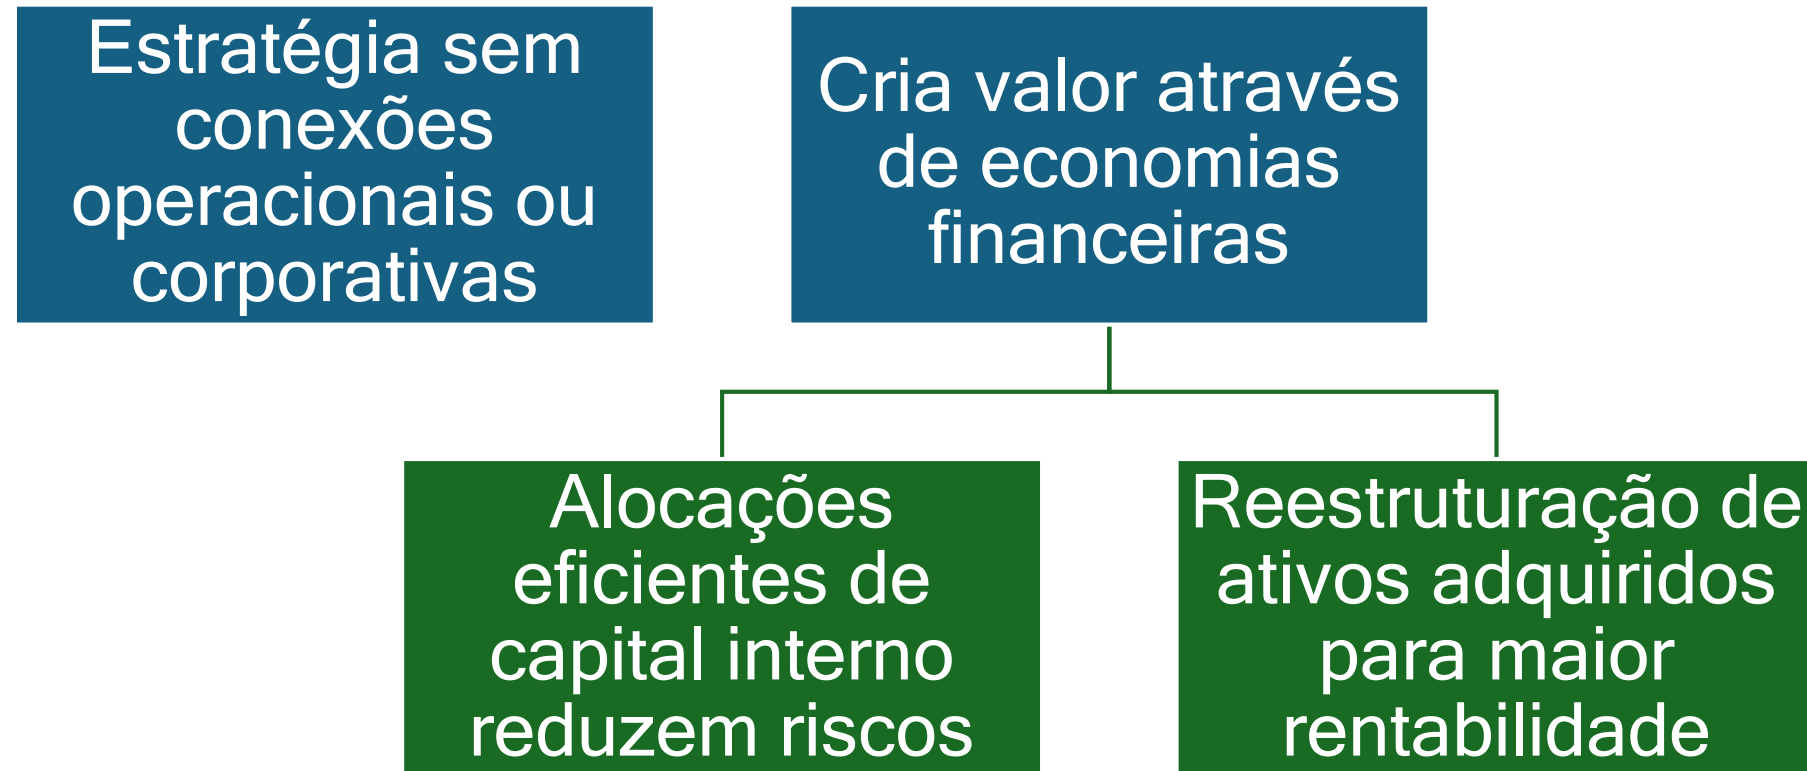 Estratégia sem
conexões
operacionais ou
corporativas
Cria valor através
de economias
financeiras
Alocações
eficientes de
capital interno
reduzem riscos
Reestruturação de
ativos adquiridos
para maior
rentabilidade